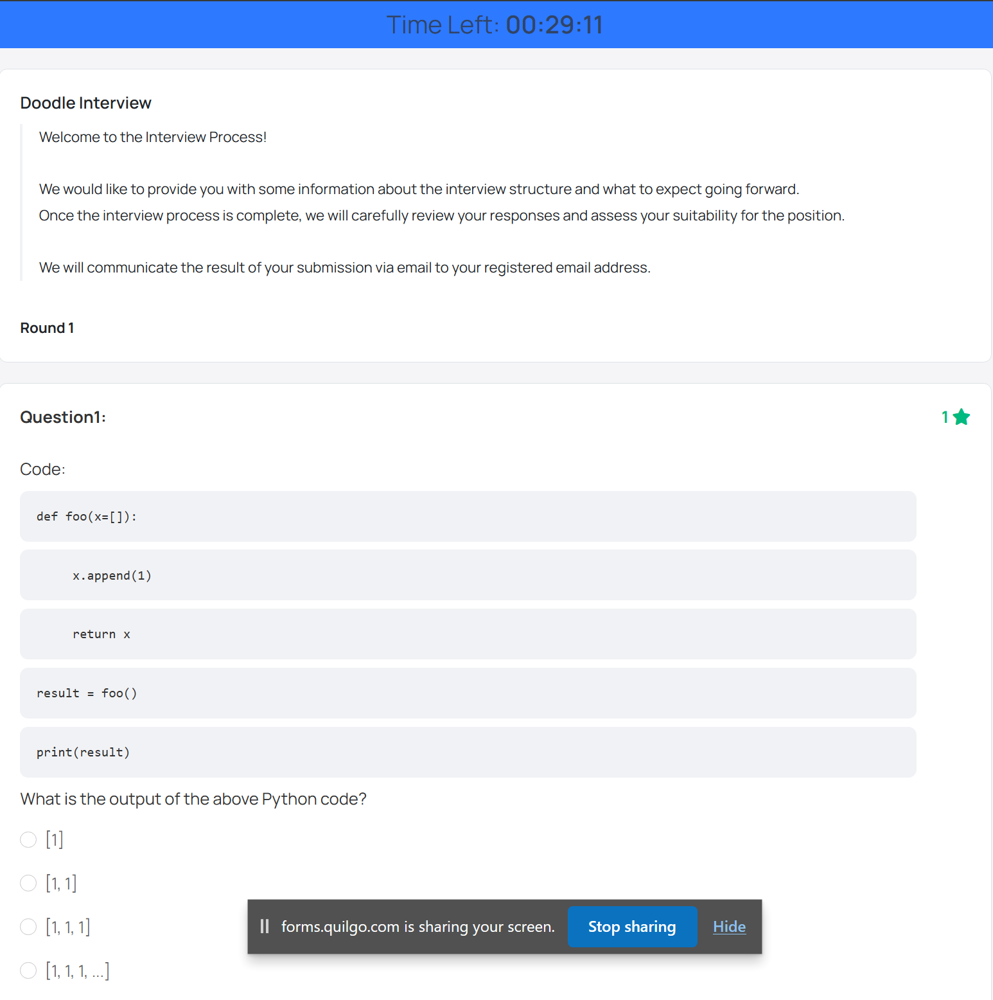 Time Left: 00:29:11
Doodle Interview
Welcome to the Interview Process!
We would like to provide you with some information about the interview structure and what to expect going forward.
Once the interview process is complete, we will carefully review your responses and assess your suitability for the position.
We will communicate the result of your submission via email to your registered email address.
Round 1
Question1:
1
Code:
def foo(x=[]):
x.append(1)
return x
result = foo()
print(result)
What is the output of the above Python code?
[1]
[1, 1]
[1, 1, 1]
forms.quilgo.com is sharing your screen. Stop sharing Hide
[1, 1, 1, ...]